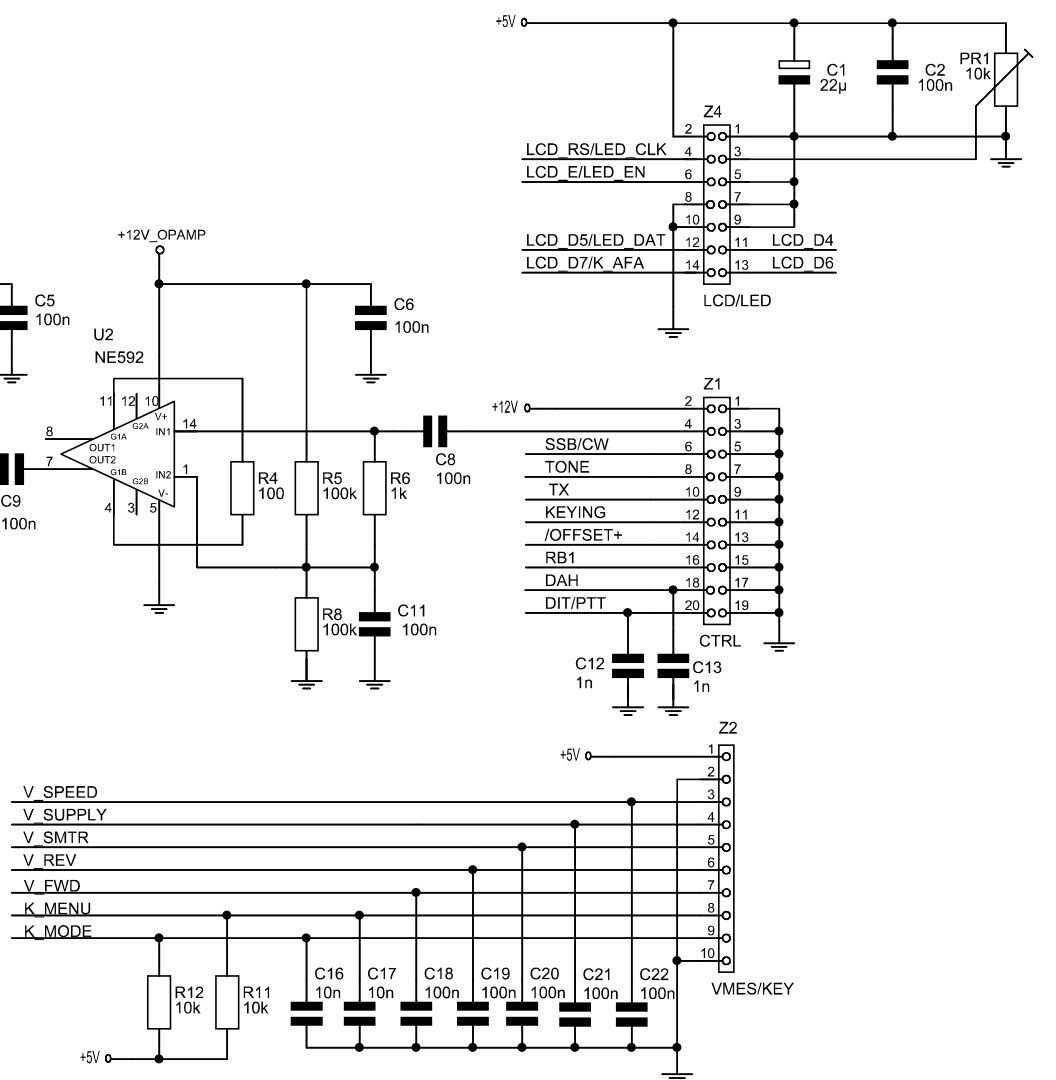 +5V
C1
22µ
C2
100n
PR1
10k
Z4
2 1
LCD_RS/LED_CLK 4 3
LCD_E/LED_EN 6 5
8 7
10 9
LCD_D5/LED_DAT 12 11 LCD_D4
LCD_D7/K_AFA 14 13 LCD_D6
LCD/LED
+12V_OPAMP
C5
100n
C6
100n
U2
NE592
11 12 10
V+
G2A
G1A
IN1 14
8
OUT1
OUT2
7
G1B
G2B
IN2 1
V-
4 3 5
C9
100n
R4
100
R5
100k
R6
1k
C8
100n
R8
100k
C11
100n
Z1
+12V 2 1
4 3
SSB/CW 6 5
TONE 8 7
TX 10 9
KEYING 12 11
/OFFSET+ 14 13
RB1 16 15
DAH 18 17
DIT/PTT 20 19
CTRL
C12
1n
C13
1n
Z2
+5V 1
2
V_SPEED 3
V_SUPPLY 4
V_SMTR 5
V_REV 6
V_FWD 7
K_MENU 8
K_MODE 9
10
VMES/KEY
R12
10k
R11
10k
C16
10n
C17
10n
C18
100n
C19
100n
C20
100n
C21
100n
C22
100n
+5V